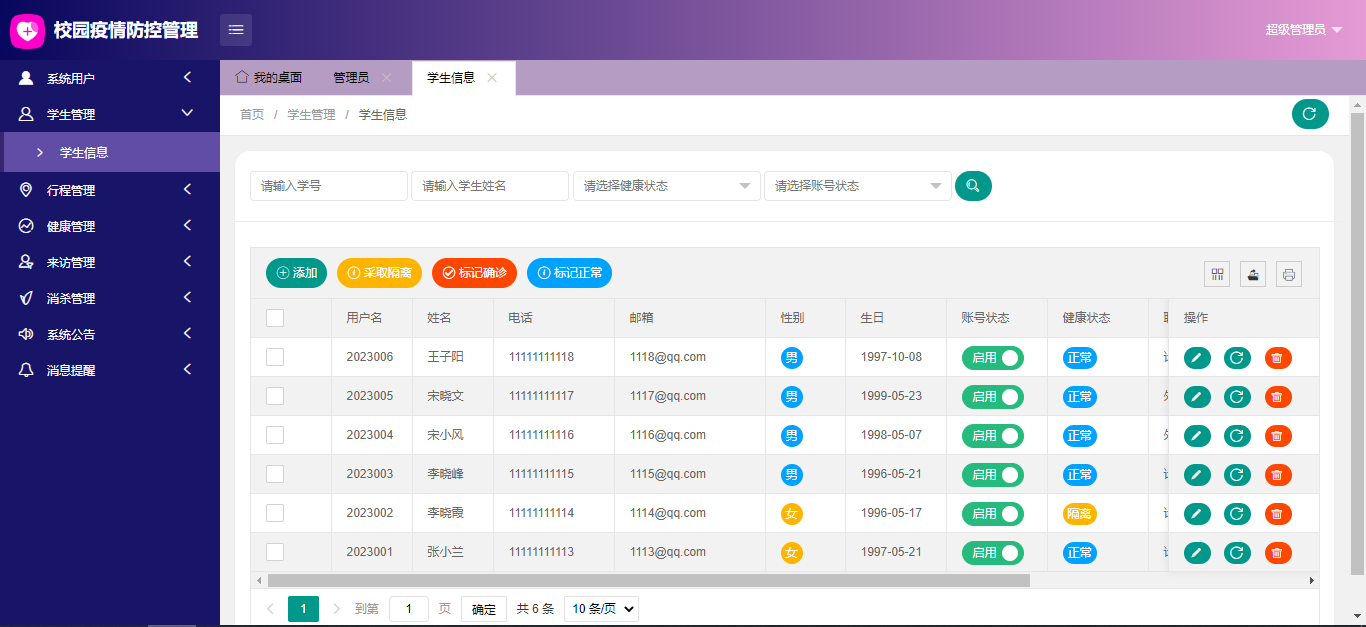 校园疫情防控管理
超级管理员
系统用户
学生管理
学生信息
行程管理
健康管理
来访管理
消杀管理
系统公告
消息提醒
我的桌面 管理员 学生信息
首页 / 学生管理 / 学生信息
请输入学号 请输入学生姓名 请选择健康状态 请选择账号状态
添加 采取隔离 标记确诊 标记正常
用户名 姓名 电话 邮箱 性别 生日 账号状态 健康状态 操作
2023006 王子阳 11111111118 1118@qq.com 男 1997-10-08 启用 正常
2023005 宋晓文 11111111117 1117@qq.com 男 1999-05-23 启用 正常
2023004 宋小风 11111111116 1116@qq.com 男 1998-05-07 启用 正常
2023003 李晓峰 11111111115 1115@qq.com 男 1996-05-21 启用 正常
2023002 李晓霞 11111111114 1114@qq.com 女 1996-05-17 启用 隔离
2023001 张小兰 11111111113 1113@qq.com 女 1997-05-21 启用 正常
1 到第 1 页 确定 共 6 条 10 条/页